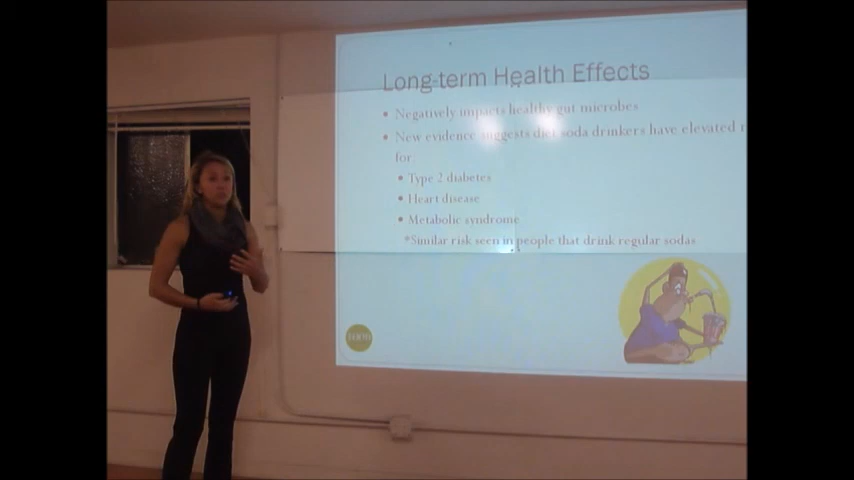 Long-term Health Effects
• Negatively impacts healthy gut microbes
• New evidence suggests diet soda drinkers have elevated
for:
• Type 2 diabetes
• Heart disease
• Metabolic syndrome
*Similar risk seen in people that drink regular sodas